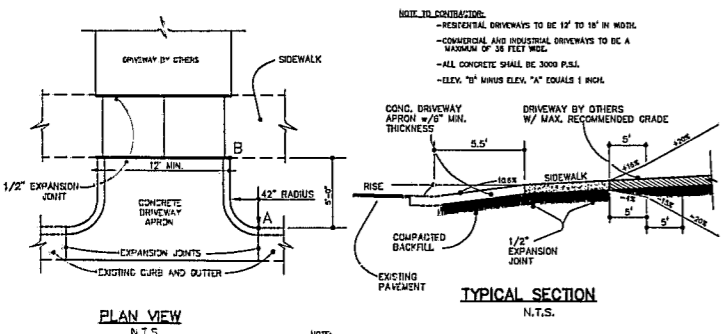 NOTE TO CONTRACTOR:
-RESIDENTIAL DRIVEWAYS TO BE 12' TO 18' IN WIDTH.
-COMMERCIAL AND INDUSTRIAL DRIVEWAYS TO BE A
MAXIMUM OF 36 FEET WIDE.
-ALL CONCRETE SHALL BE 3000 P.S.I.
-ELEV. "B" MINUS ELEV. "A" EQUALS 1 INCH.
DRIVEWAY BY OTHERS
SIDEWALK
B
12' MIN.
1/2" EXPANSION
JOINT
CONCRETE
DRIVEWAY
APRON
42" RADIUS
5'-0"
A
EXPANSION JOINTS
EXISTING CURB AND GUTTER
PLAN VIEW
N.T.S.
NOTE:
CONC. DRIVEWAY
APRON w/6" MIN.
THICKNESS
DRIVEWAY BY OTHERS
W/ MAX. RECOMMENDED GRADE
5.5'
5'
+20%
+15%
SIDEWALK
RISE
-4%
-15%
-20%
5'
5'
COMPACTED
BACKFILL
1/2"
EXPANSION
JOINT
EXISTING
PAVEMENT
TYPICAL SECTION
N.T.S.